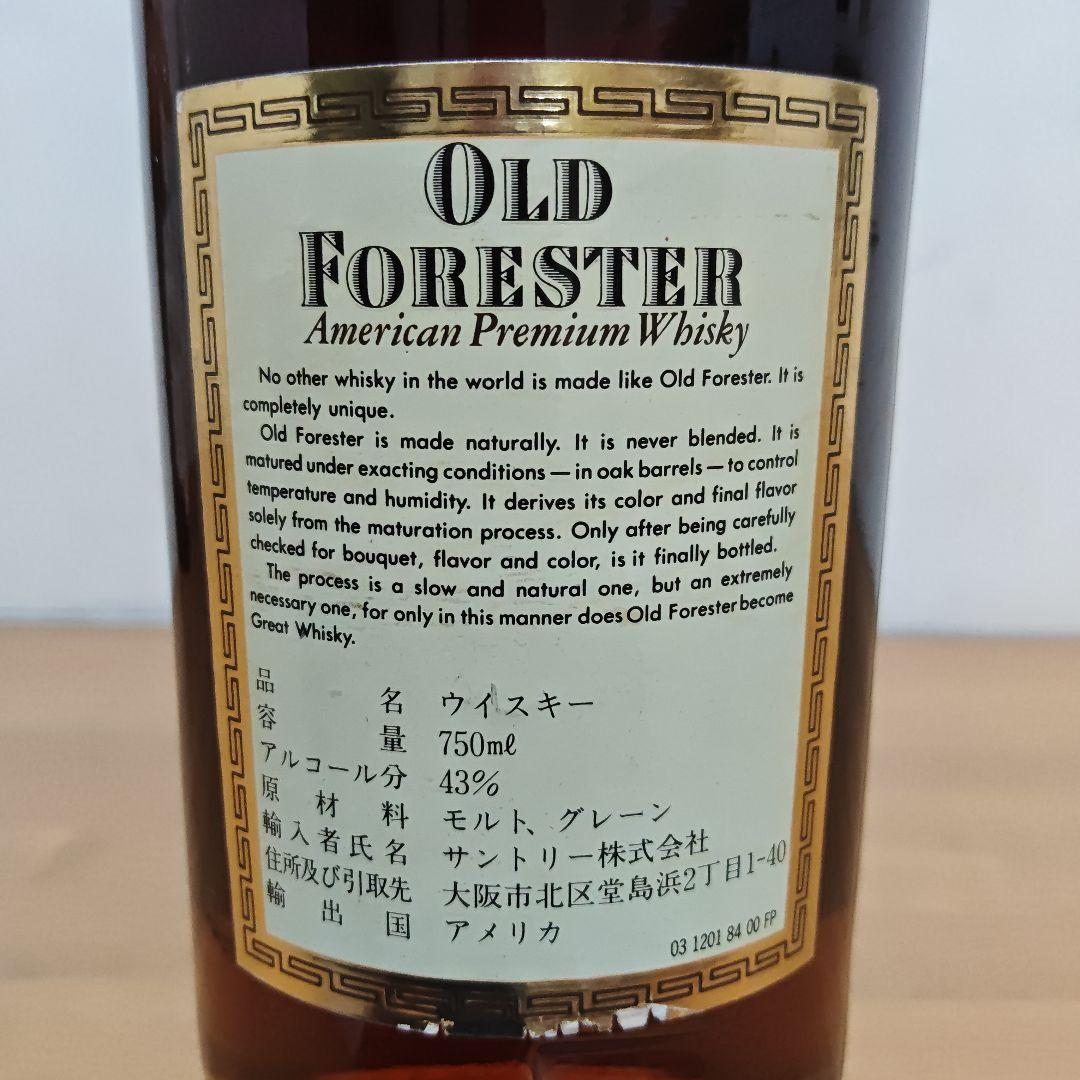 OLD
FORESTER
American Premium Whisky
No other whisky in the world is made like Old Forester. It is
completely unique.
Old Forester is made naturally. It is never blended. It is
matured under exacting conditions — in oak barrels — to control
temperature and humidity. It derives its color and final flavor
solely from the maturation process. Only after being carefully
checked for bouquet, flavor and color, is it finally bottled.
The process is a slow and natural one, but an extremely
necessary one, for only in this manner does Old Forester become
Great Whisky.
品名 ウイスキー
容量 750mℓ
アルコール分 43%
原材料 モルト、グレーン
輸入者氏名 サントリー株式会社
住所及び引取先 大阪市北区堂島浜2丁目1-40
輸出国 アメリカ
03 1201 84 00 FP